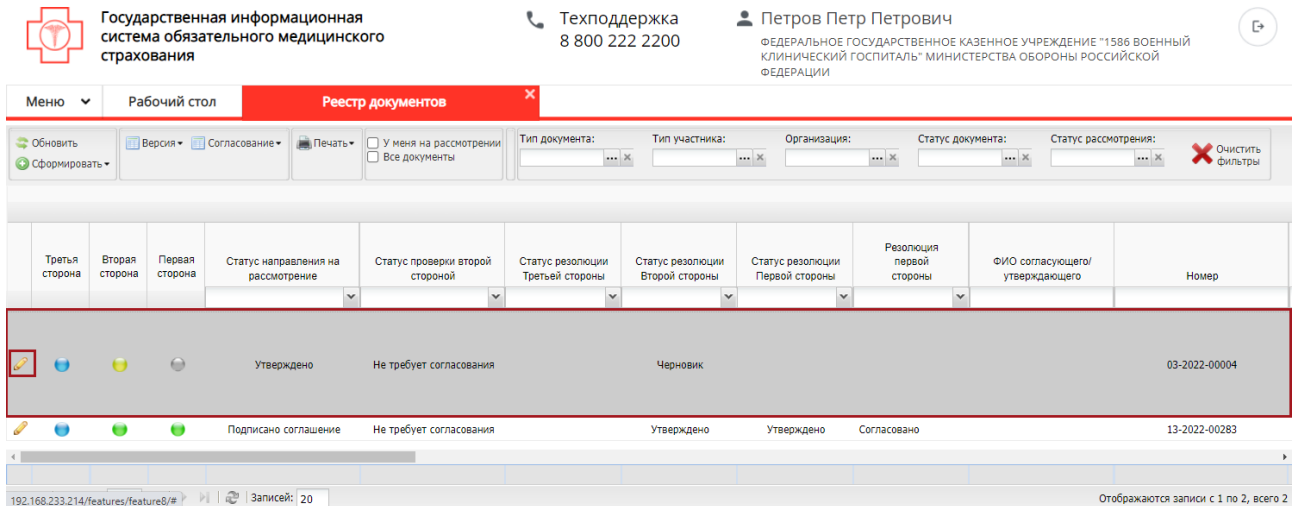 Государственная информационная
система обязательного медицинского
страхования
Техподдержка
8 800 222 2200
Петров Петр Петрович
ФЕДЕРАЛЬНОЕ ГОСУДАРСТВЕННОЕ КАЗЕННОЕ УЧРЕЖДЕНИЕ "1586 ВОЕННЫЙ
КЛИНИЧЕСКИЙ ГОСПИТАЛЬ" МИНИСТЕРСТВА ОБОРОНЫ РОССИЙСКОЙ
ФЕДЕРАЦИИ
Меню Рабочий стол Реестр документов
Обновить
Сформировать
Версия Согласование Печать
У меня на рассмотрении
Все документы
Тип документа: Тип участника: Организация: Статус документа: Статус рассмотрения:
Очистить
фильтры
Третья
сторона
Вторая
сторона
Первая
сторона
Статус направления на
рассмотрение
Статус проверки второй
стороной
Статус резолюции
Третьей стороны
Статус резолюции
Второй стороны
Статус резолюции
Первой стороны
Резолюция
первой
стороны
ФИО согласующего/
утверждающего
Номер
Утверждено Не требует согласования Черновик 03-2022-00004
Подписано соглашение Не требует согласования Утверждено Утверждено Согласовано 13-2022-00283
192.168.233.214/features/feature8/# Записей: 20 Отображаются записи с 1 по 2, всего 2